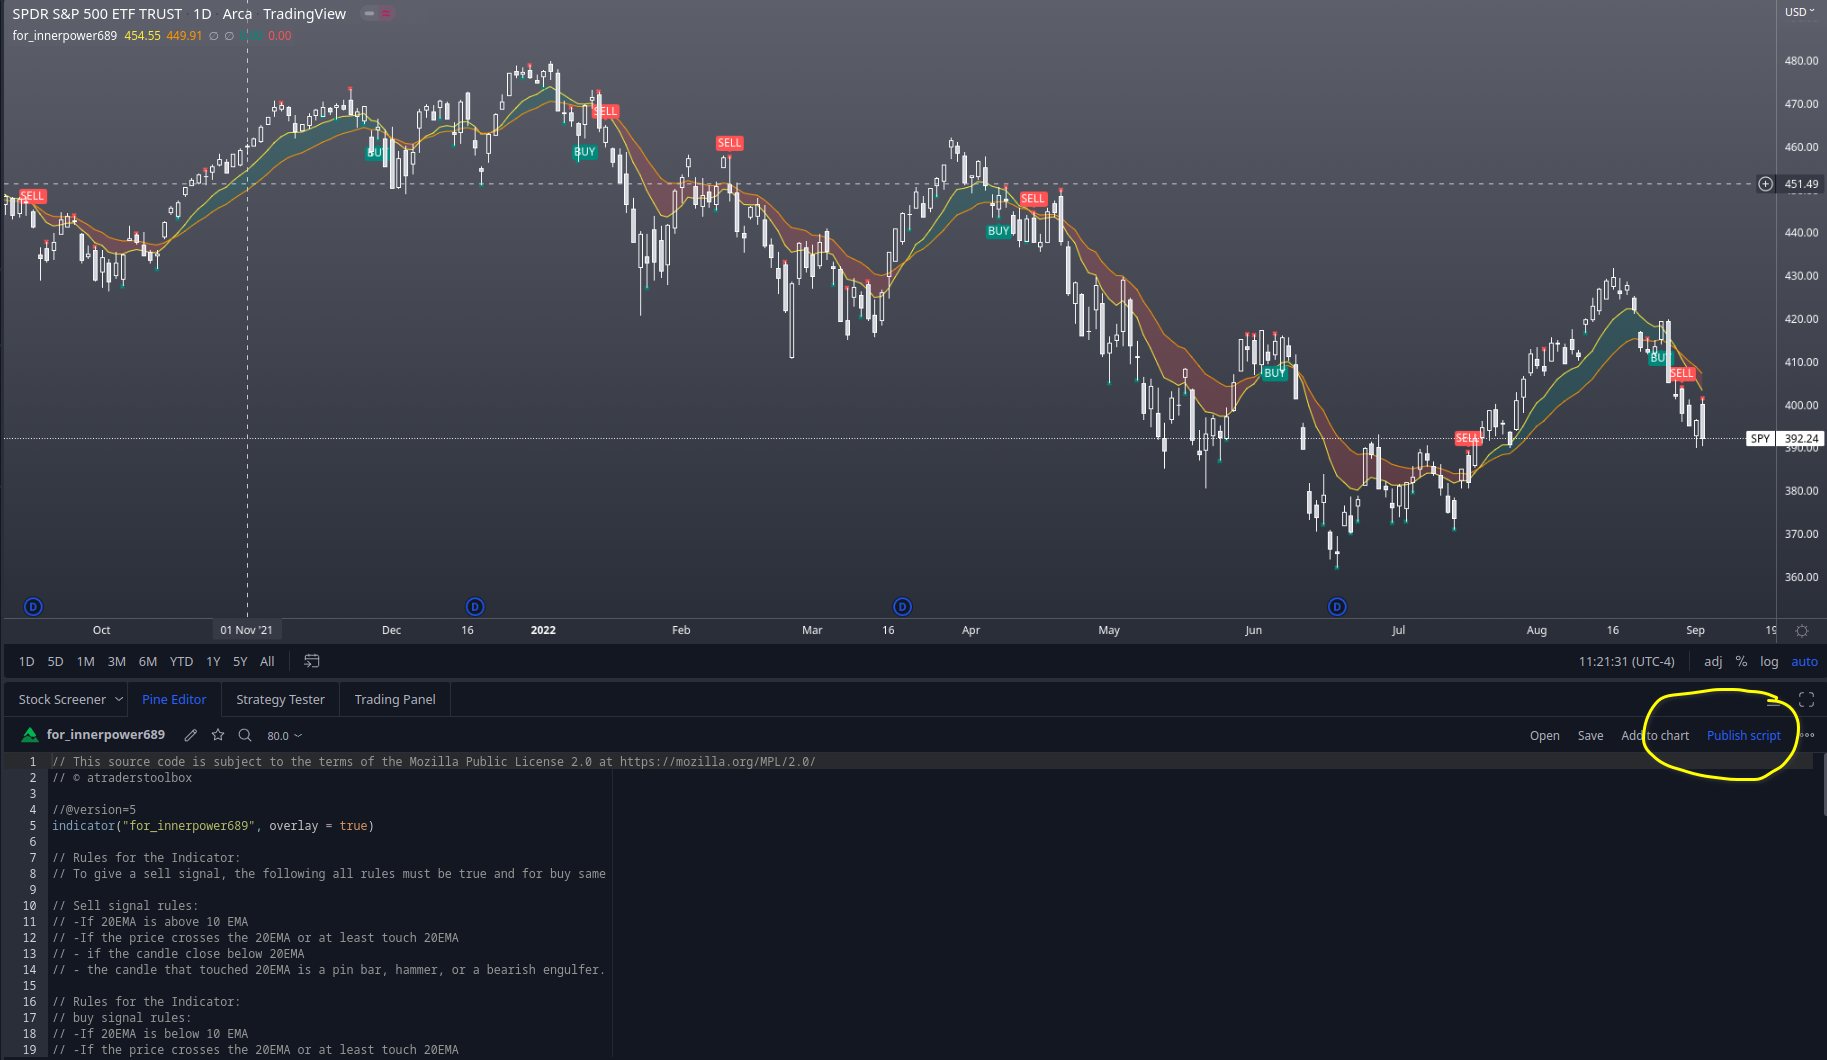 SPDR S&P 500 ETF TRUST 1D Arca TradingView
for_innerpower689 454.55 449.91 ∅ ∅ 0.00
USD
480.00
470.00
460.00
451.49
440.00
430.00
420.00
410.00
400.00
SPY 392.24
390.00
380.00
370.00
360.00
SELL
BUY
BUY
SELL
SELL
BUY
SELL
BUY
SELL
BUY
SELL
D D D D
Oct 01 Nov '21 Dec 16 2022 Feb Mar 16 Apr May Jun Jul Aug 16 Sep 19
1D 5D 1M 3M 6M YTD 1Y 5Y All 11:21:31 (UTC-4) adj % log auto
Stock Screener Pine Editor Strategy Tester Trading Panel
for_innerpower689 80.0 Open Save Add to chart Publish script
1 // This source code is subject to the terms of the Mozilla Public License 2.0 at https://mozilla.org/MPL/2.0/
2 // © atraderstoolbox
3
4 //@version=5
5 indicator("for_innerpower689", overlay = true)
6
7 // Rules for the Indicator:
8 // To give a sell signal, the following all rules must be true and for buy same
9
10 // Sell signal rules:
11 // -If 20EMA is above 10 EMA
12 // -If the price crosses the 20EMA or at least touch 20EMA
13 // - if the candle close below 20EMA
14 // - the candle that touched 20EMA is a pin bar, hammer, or a bearish engulfer.
15
16 // Rules for the Indicator:
17 // buy signal rules:
18 // -If 20EMA is below 10 EMA
19 // -If the price crosses the 20EMA or at least touch 20EMA